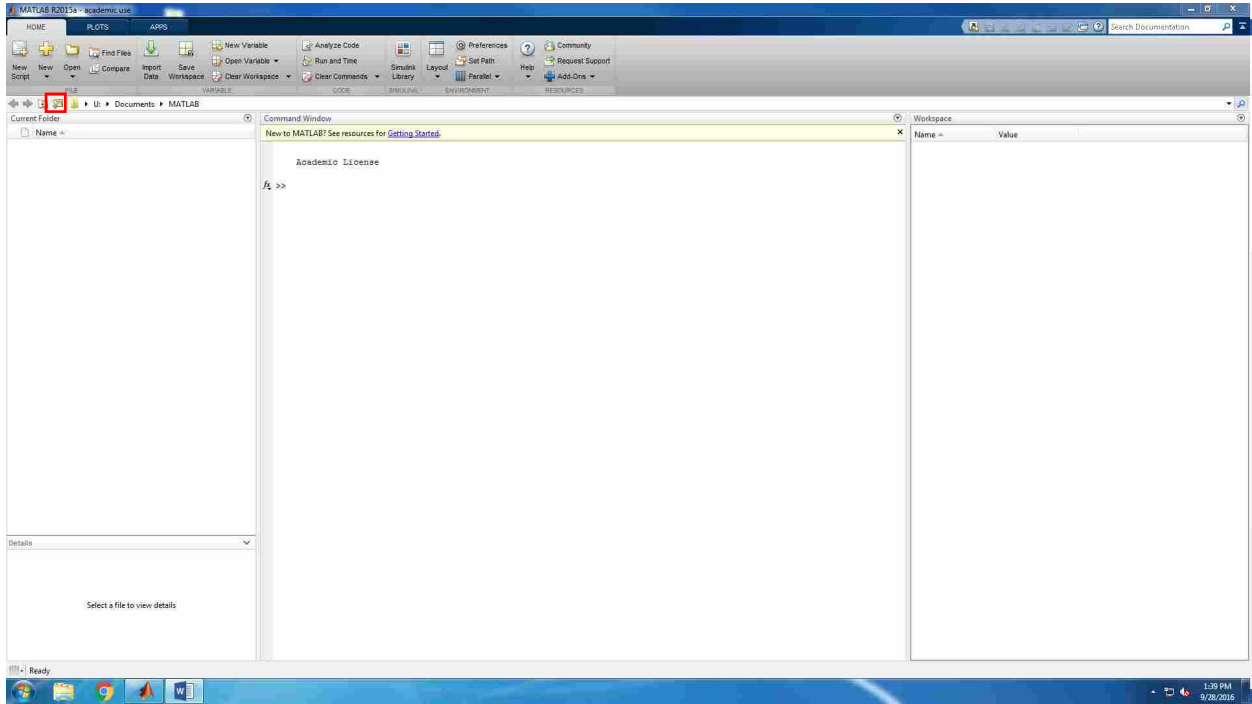 MATLAB R2015a - academic use
HOME PLOTS APPS
Search Documentation
New Script
New
Open
Find Files
Compare
Import Data
Save Workspace
New Variable
Open Variable
Clear Workspace
Analyze Code
Run and Time
Clear Commands
Simulink Library
Layout
Preferences
Set Path
Parallel
Help
Community
Request Support
Add-Ons
FILE VARIABLE CODE SIMULINK ENVIRONMENT RESOURCES
U: Documents MATLAB
Current Folder
Name
Command Window
New to MATLAB? See resources for Getting Started.
Academic License
fx >>
Workspace
Name Value
Details
Select a file to view details
Ready
1:39 PM
9/28/2016